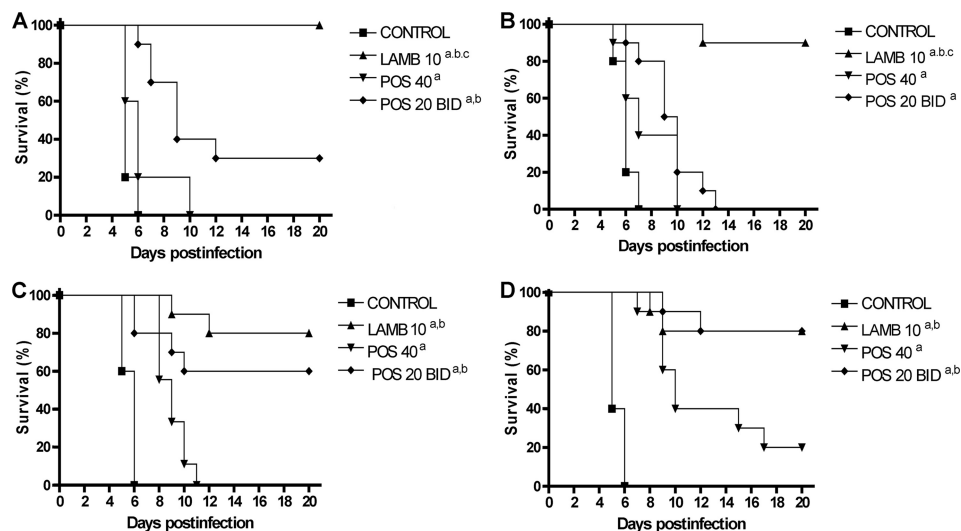 A
Survival (%)
100
80
60
40
20
0
0 2 4 6 8 10 12 14 16 18 20
Days postinfection
CONTROL
LAMB 10 a.b.c
POS 40 a
POS 20 BID a,b
B
Survival (%)
100
80
60
40
20
0
0 2 4 6 8 10 12 14 16 18 20
Days postinfection
CONTROL
LAMB 10 a.b.c
POS 40 a
POS 20 BID a
C
Survival (%)
100
80
60
40
20
0
0 2 4 6 8 10 12 14 16 18 20
Days postinfection
CONTROL
LAMB 10 a,b
POS 40 a
POS 20 BID a,b
D
Survival (%)
100
80
60
40
20
0
0 2 4 6 8 10 12 14 16 18 20
Days postinfection
CONTROL
LAMB 10 a,b
POS 40 a
POS 20 BID a,b